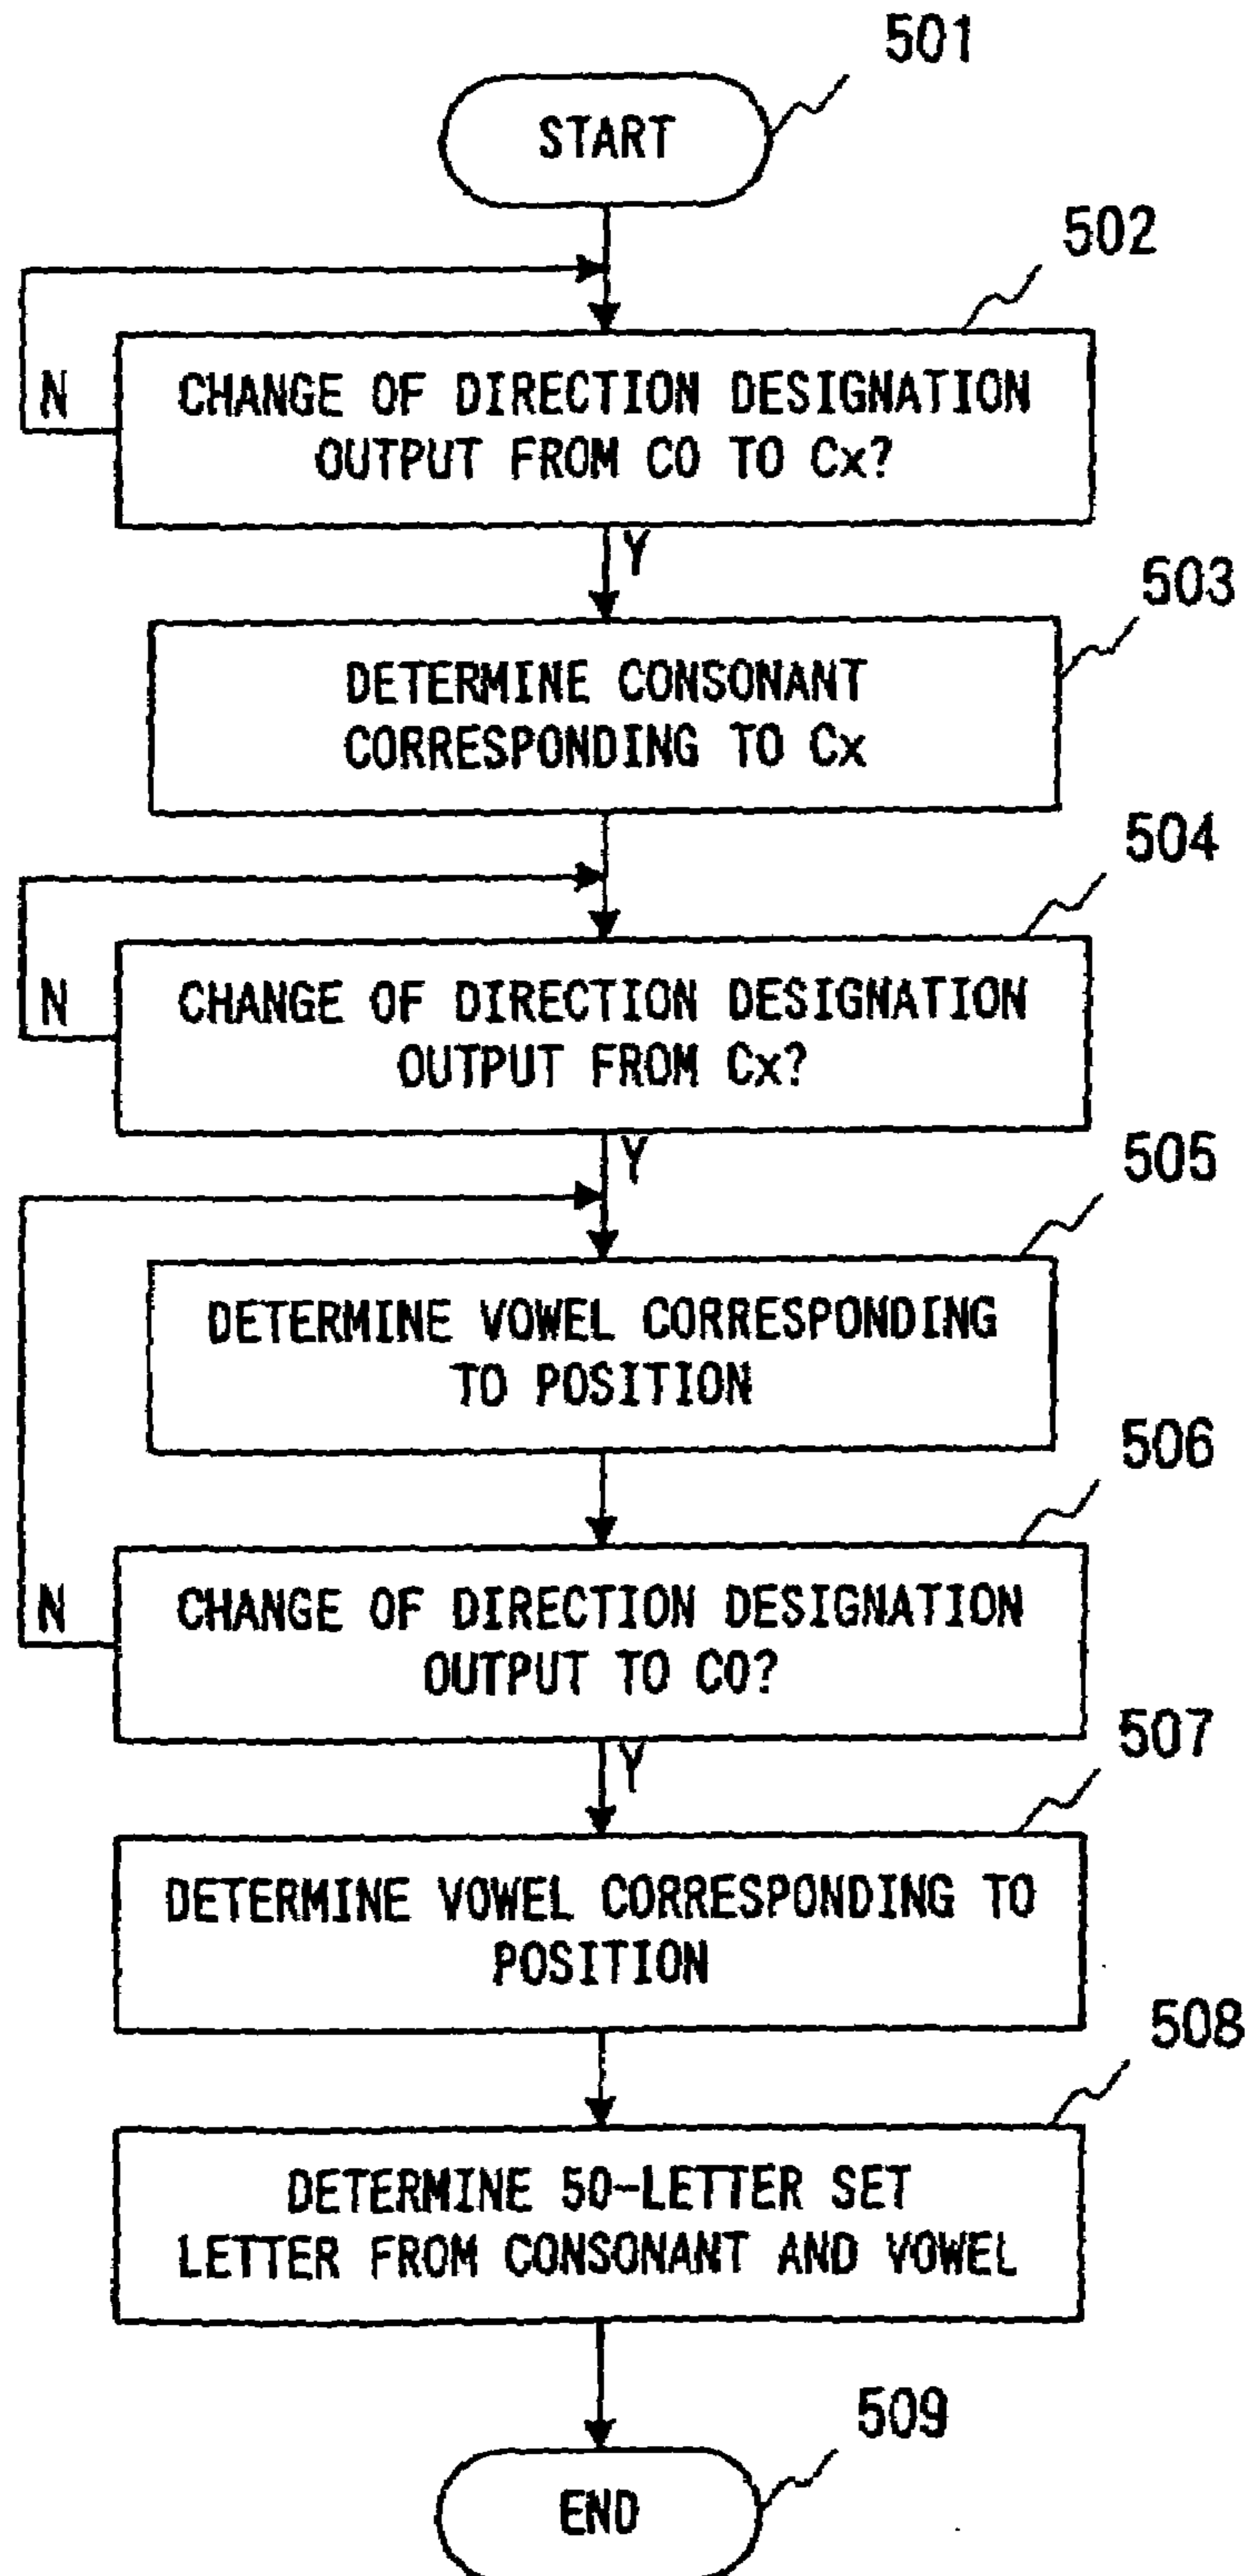 501
START
502
N
CHANGE OF DIRECTION DESIGNATION
OUTPUT FROM C0 TO Cx?
Y
503
DETERMINE CONSONANT
CORRESPONDING TO Cx
504
N
CHANGE OF DIRECTION DESIGNATION
OUTPUT FROM Cx?
Y
505
DETERMINE VOWEL CORRESPONDING
TO POSITION
506
N
CHANGE OF DIRECTION DESIGNATION
OUTPUT TO C0?
Y
507
DETERMINE VOWEL CORRESPONDING TO
POSITION
508
DETERMINE 50-LETTER SET
LETTER FROM CONSONANT AND VOWEL
509
END